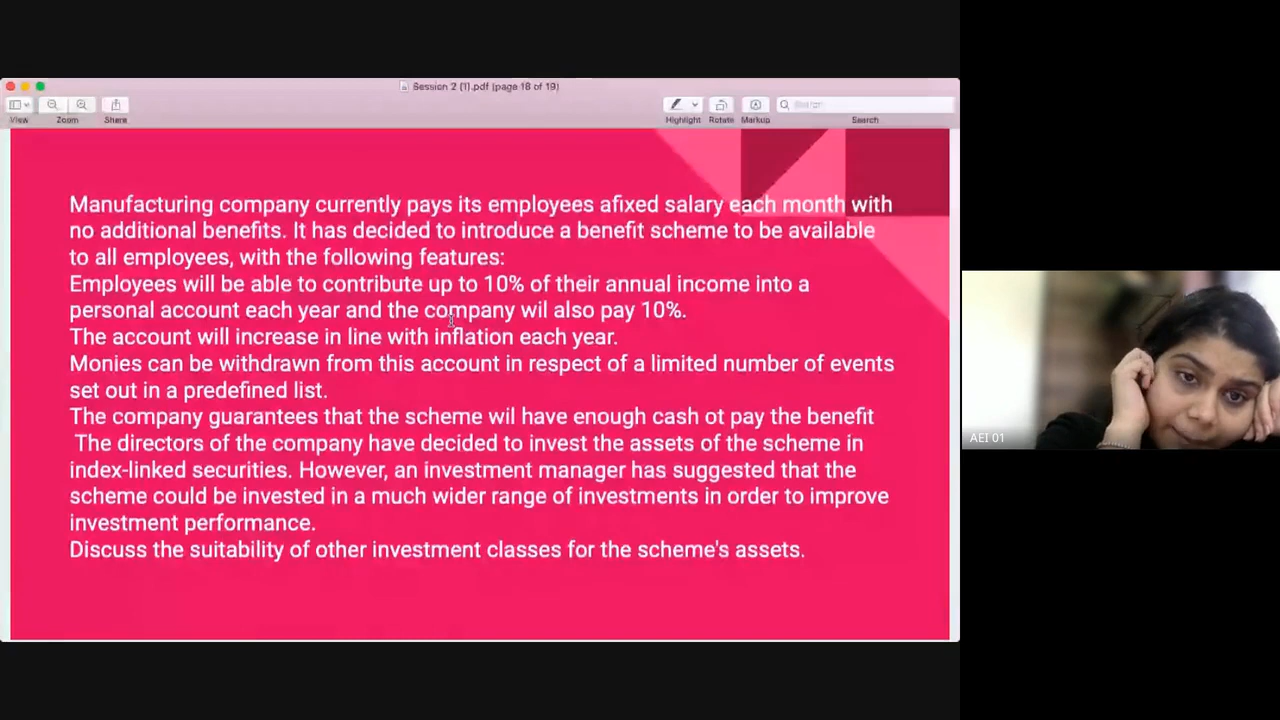 Session 2 (1).pdf (page 18 of 19)
View
Zoom
Share
Highlight
Rotate
Markup
Search
Search
Manufacturing company currently pays its employees afixed salary each month with
no additional benefits. It has decided to introduce a benefit scheme to be available
to all employees, with the following features:
Employees will be able to contribute up to 10% of their annual income into a
personal account each year and the company wil also pay 10%.
The account will increase in line with inflation each year.
Monies can be withdrawn from this account in respect of a limited number of events
set out in a predefined list.
The company guarantees that the scheme wil have enough cash ot pay the benefit
The directors of the company have decided to invest the assets of the scheme in
index-linked securities. However, an investment manager has suggested that the
scheme could be invested in a much wider range of investments in order to improve
investment performance.
Discuss the suitability of other investment classes for the scheme's assets.
AEI 01